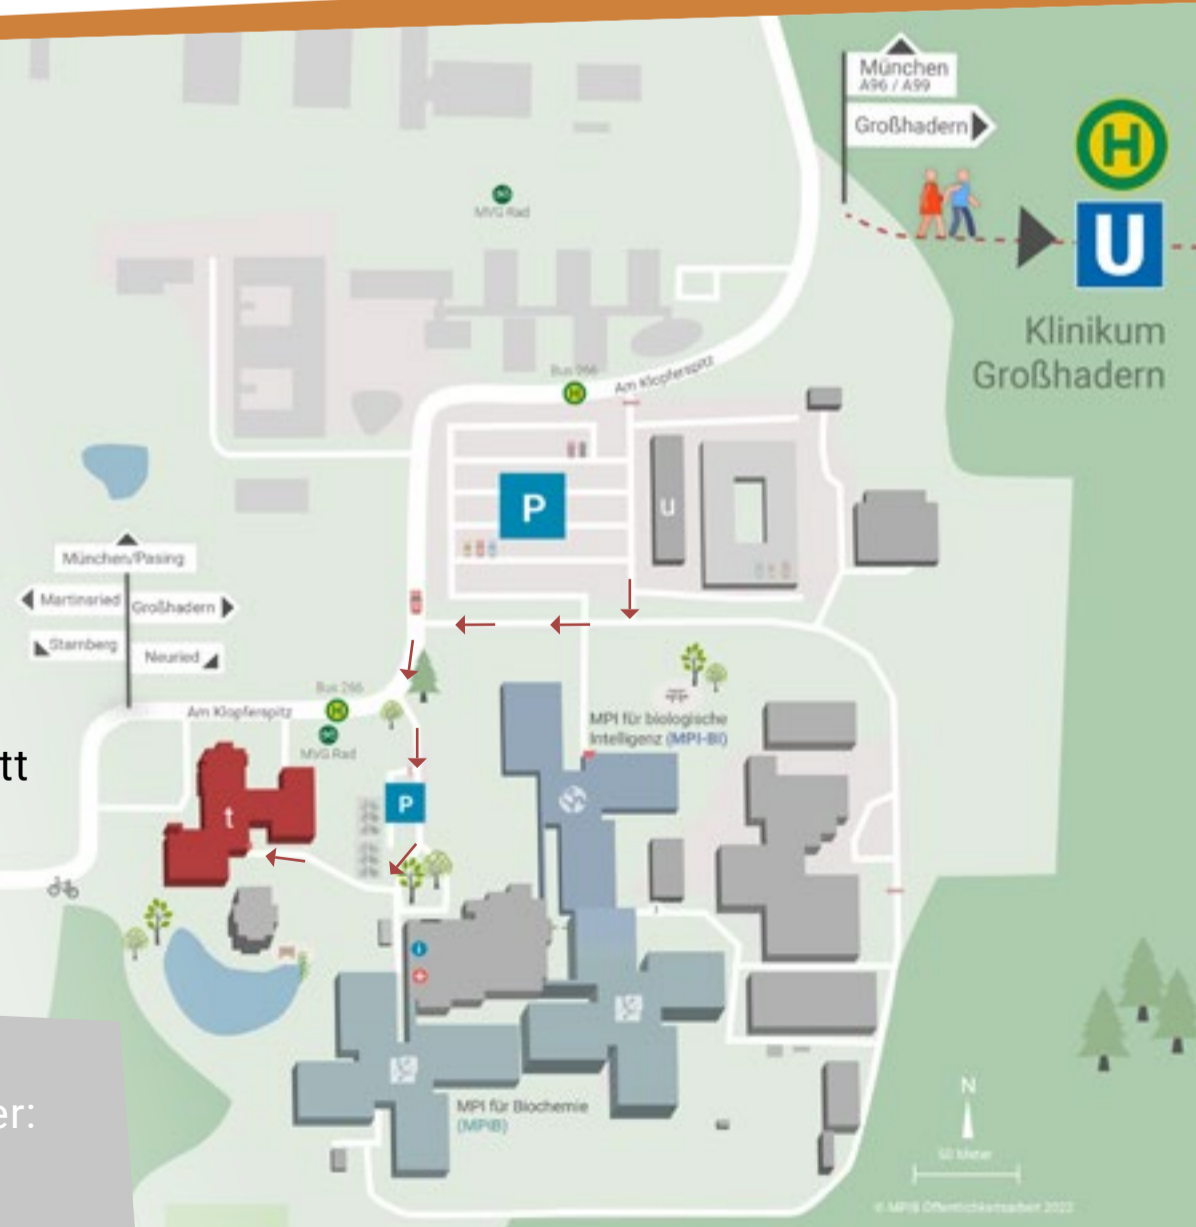 München
A96 / A99
Großhadern
H
U
Klinikum
Großhadern
MVG Rad
Bus 266
H
Am Klopferspitz
P
u
München/Pasing
Martinsried
Großhadern
Starnberg
Neuried
Bus 266
Am Klopferspitz
H
MVG Rad
MPI für biologische
Intelligenz (MPI-BI)
tt
P
t
i
MPI für Biochemie
(MPIB)
er:
N
50 Meter
© MPIB Öffentlichkeitsarbeit 2022